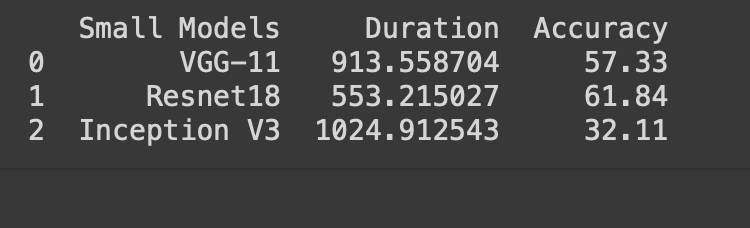 Small Models Duration Accuracy
0 VGG-11 913.558704 57.33
1 Resnet18 553.215027 61.84
2 Inception V3 1024.912543 32.11